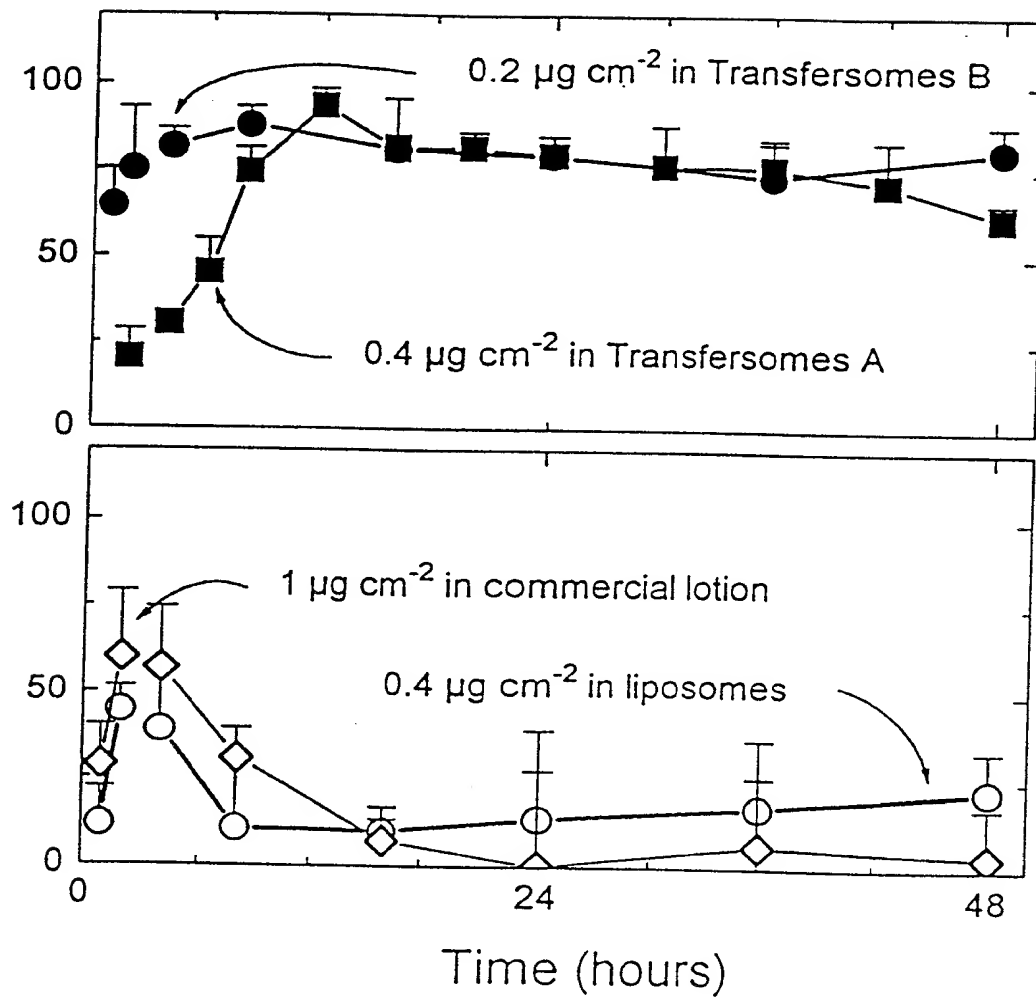 100
0.2 µg cm-2 in Transfersomes B
50
0.4 µg cm-2 in Transfersomes A
0
100
1 µg cm-2 in commercial lotion
50
0.4 µg cm-2 in liposomes
0
0
24
48
Time (hours)